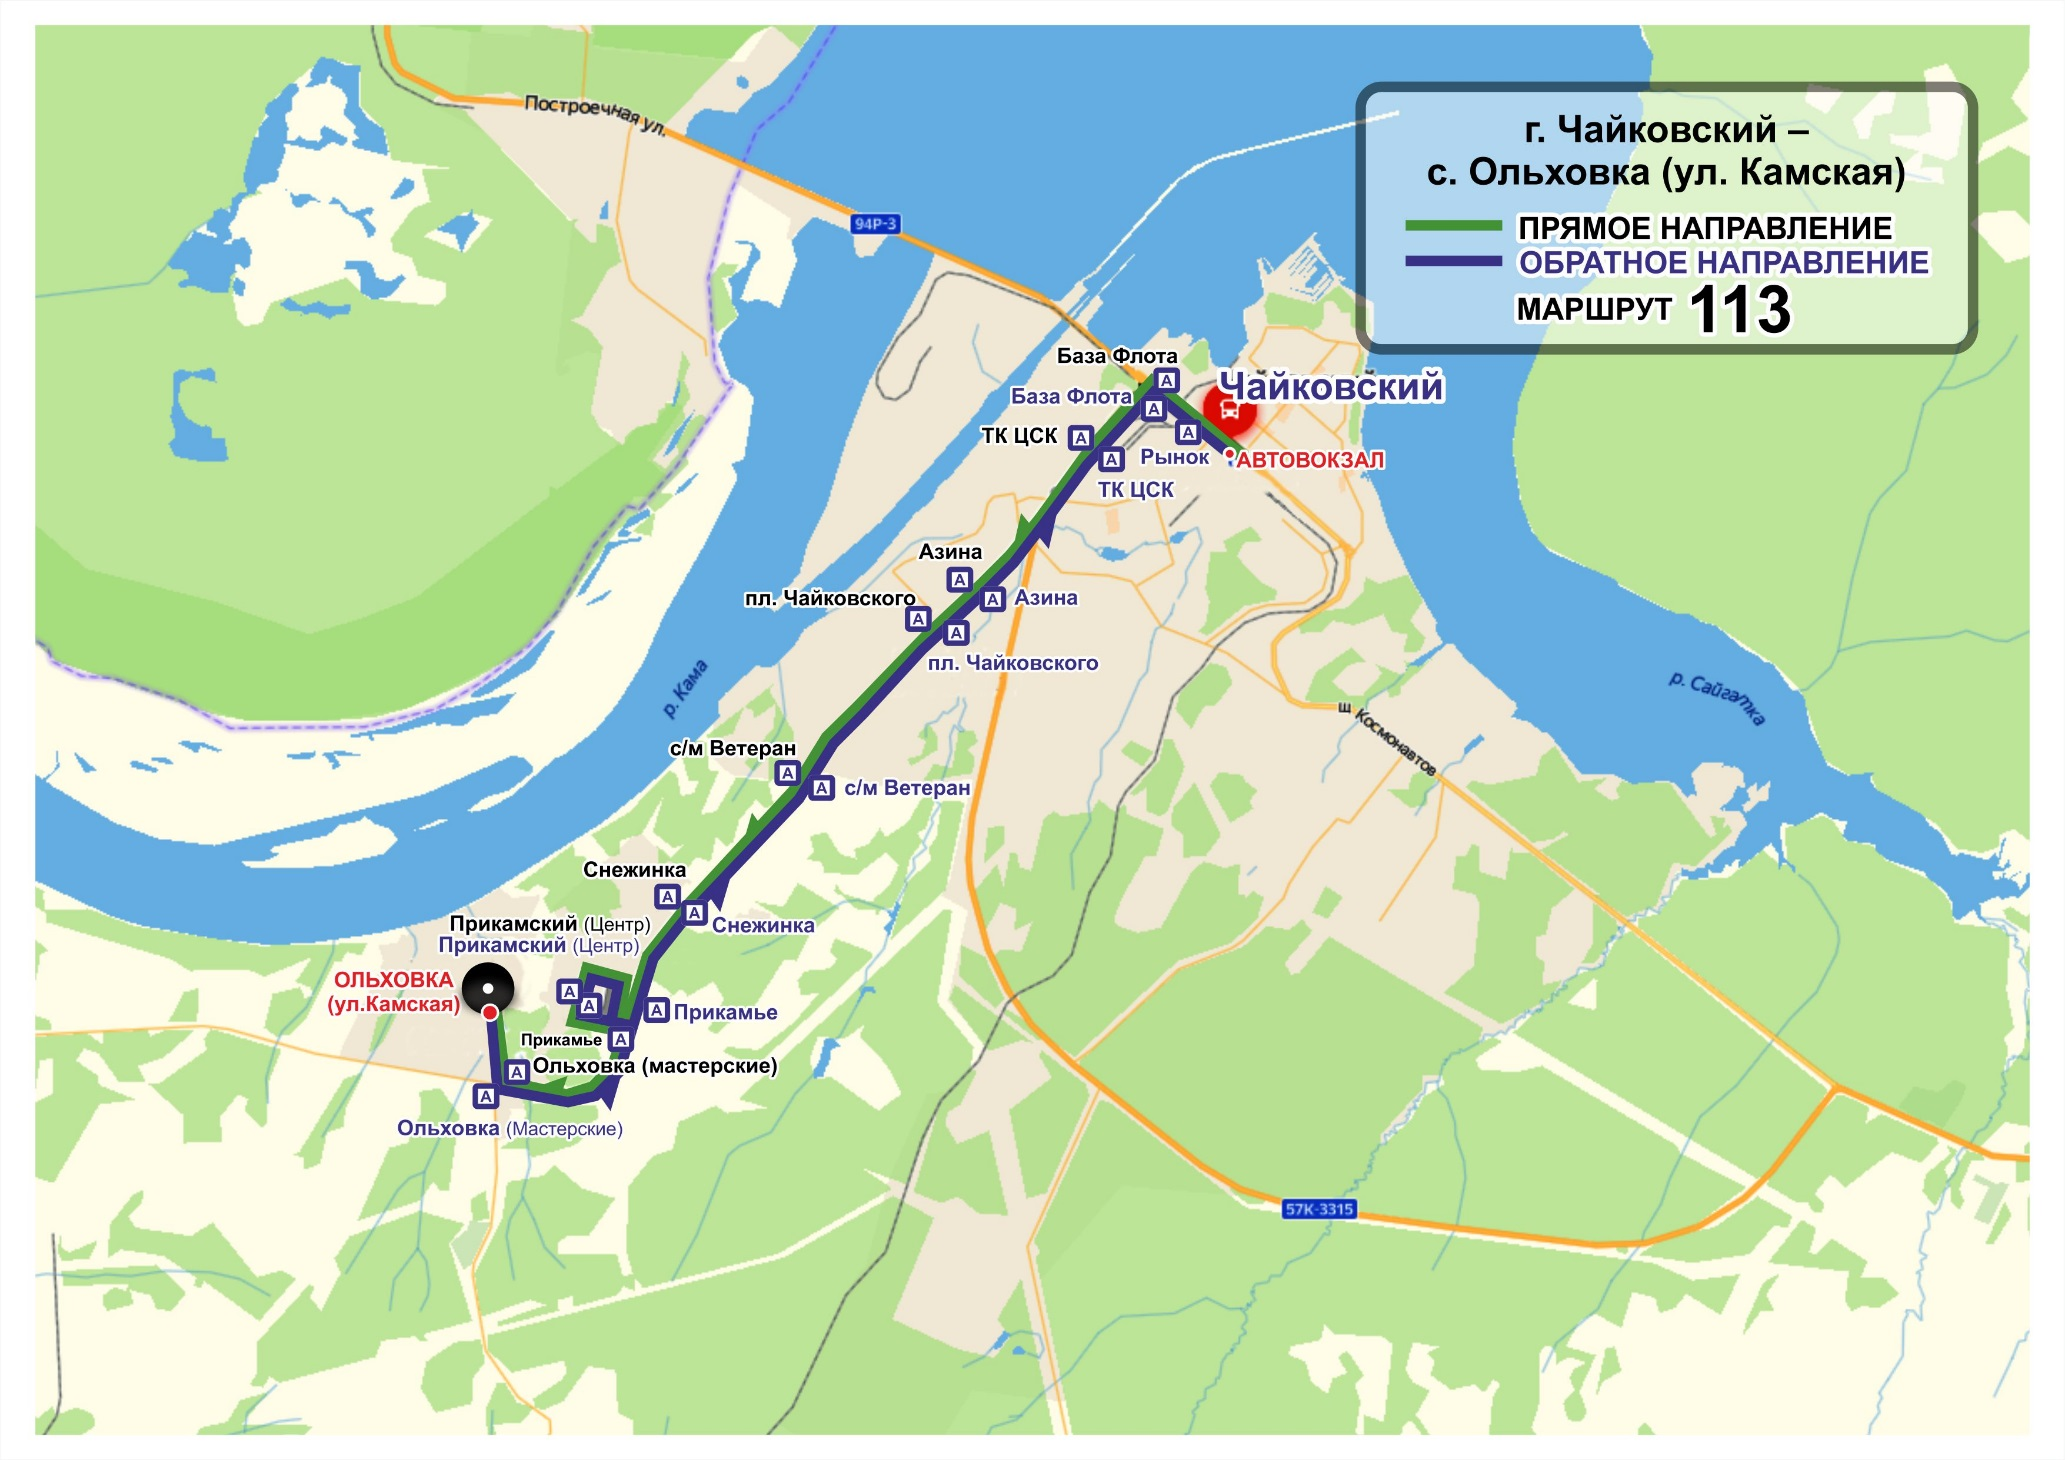 г. Чайковский –
с. Ольховка (ул. Камская)
ПРЯМОЕ НАПРАВЛЕНИЕ
ОБРАТНОЕ НАПРАВЛЕНИЕ
МАРШРУТ 113
Построечная ул.
94Р-3
База Флота
А
Чайковский
База Флота
А
ТК ЦСК
А
А
Рынок
АВТОВОКЗАЛ
А
ТК ЦСК
Азина
А
пл. Чайковского
А
А
Азина
А
пл. Чайковского
р. Кама
р. Сайгатка
ш Космонавтов
с/м Ветеран
А
А
с/м Ветеран
Снежинка
А
А
Снежинка
Прикамский (Центр)
Прикамский (Центр)
ОЛЬХОВКА
(ул.Камская)
А
А
А
Прикамье
Прикамье
А
Ольховка (мастерские)
А
А
Ольховка (Мастерские)
57К-3315